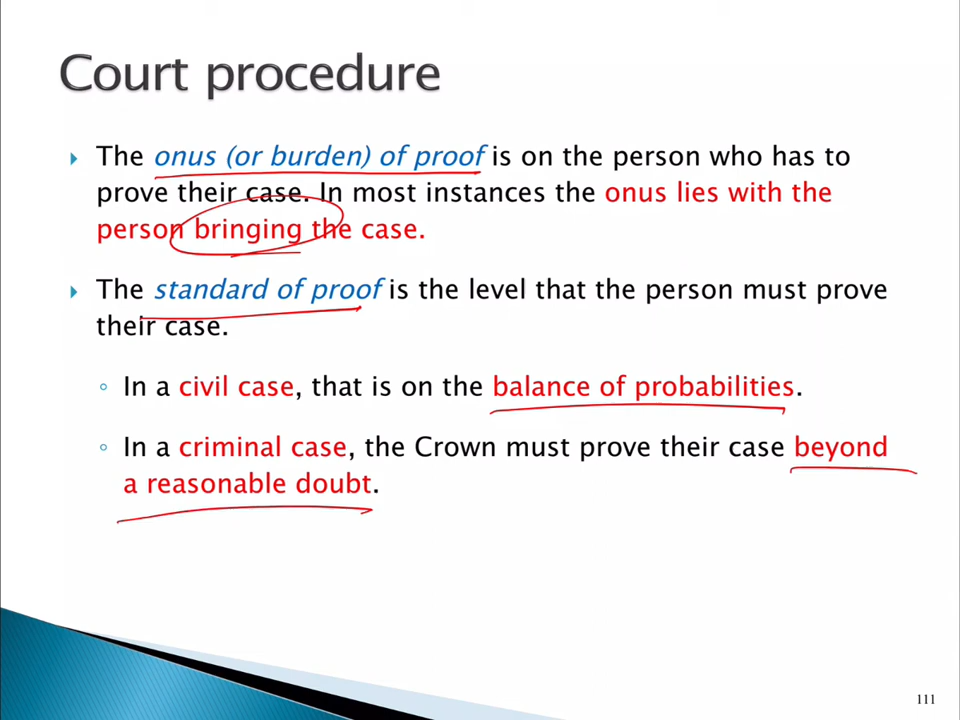 Court procedure
The onus (or burden) of proof is on the person who has to
prove their case. In most instances the onus lies with the
person bringing the case.
The standard of proof is the level that the person must prove
their case.
In a civil case, that is on the balance of probabilities.
In a criminal case, the Crown must prove their case beyond
a reasonable doubt.
111